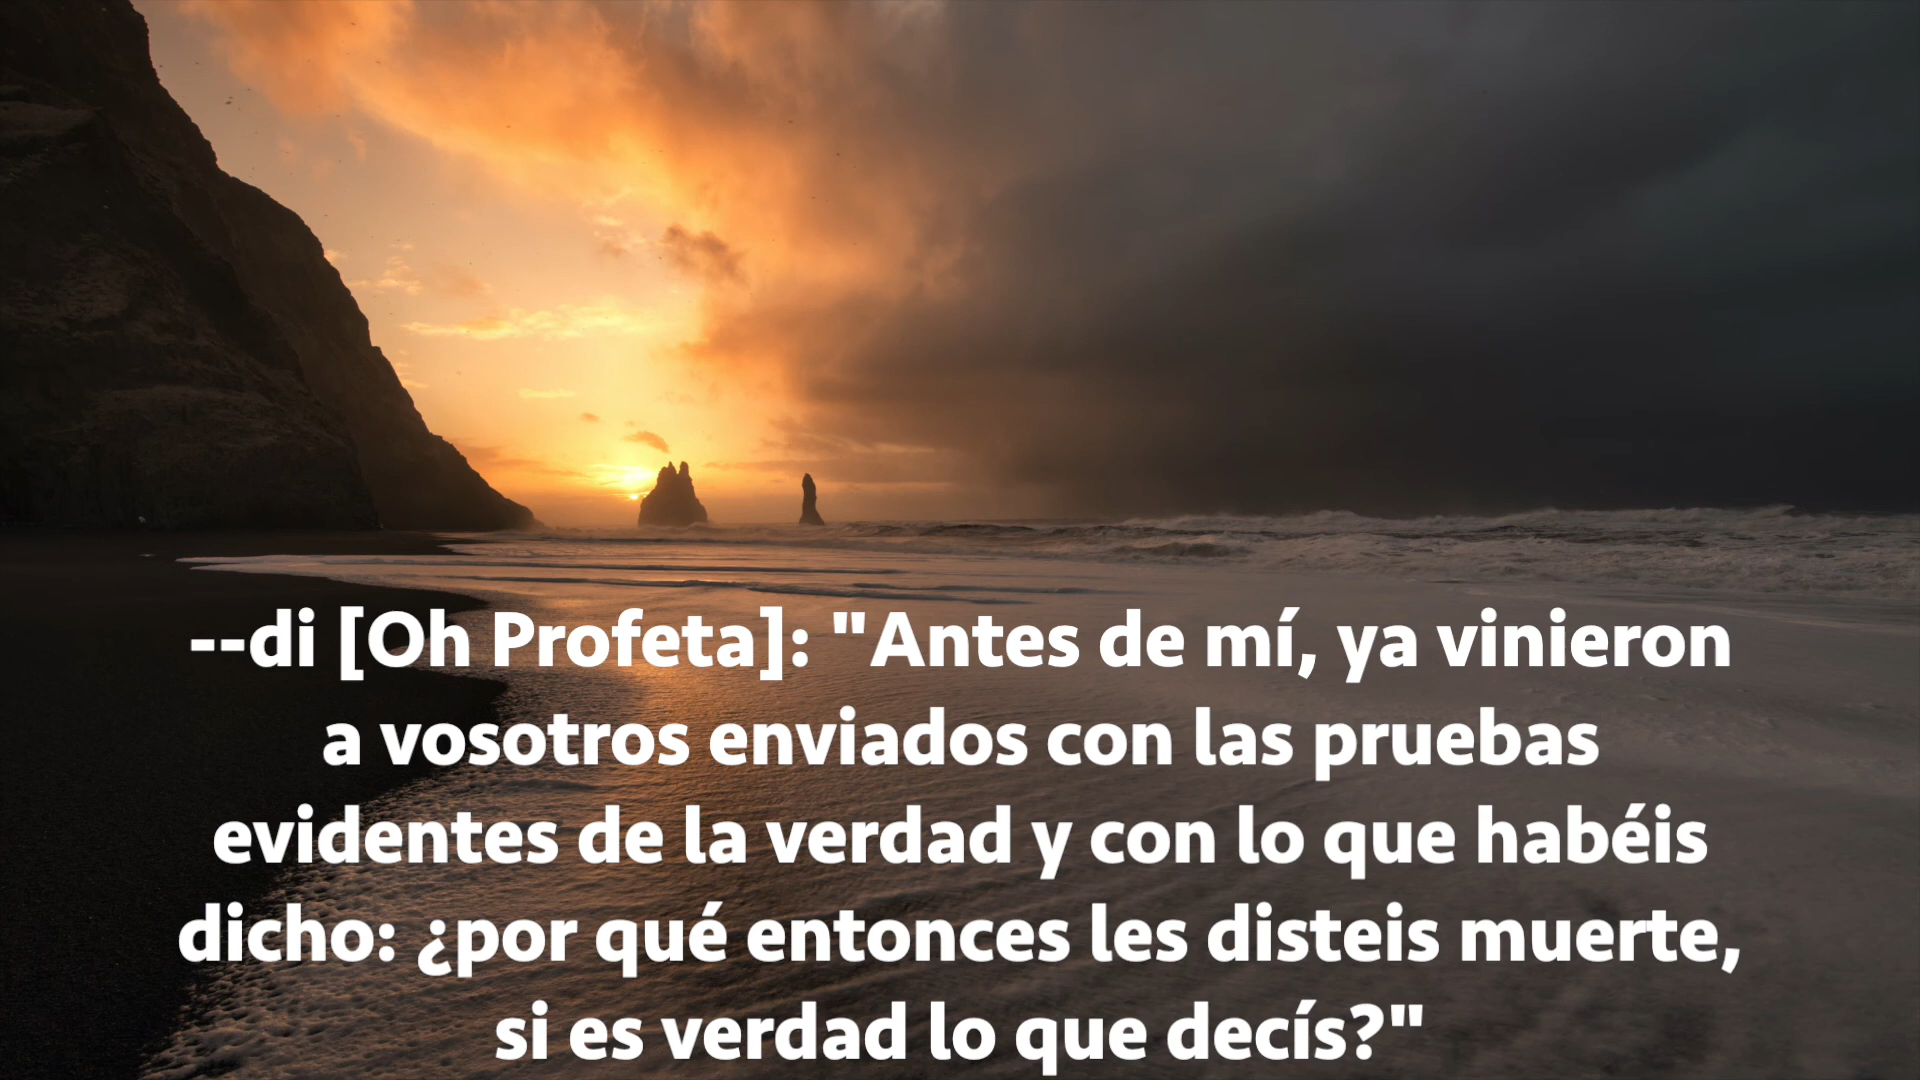 --di [Oh Profeta]: "Antes de mí, ya vinieron
a vosotros enviados con las pruebas
evidentes de la verdad y con lo que habéis
dicho: ¿por qué entonces les disteis muerte,
si es verdad lo que decís?"